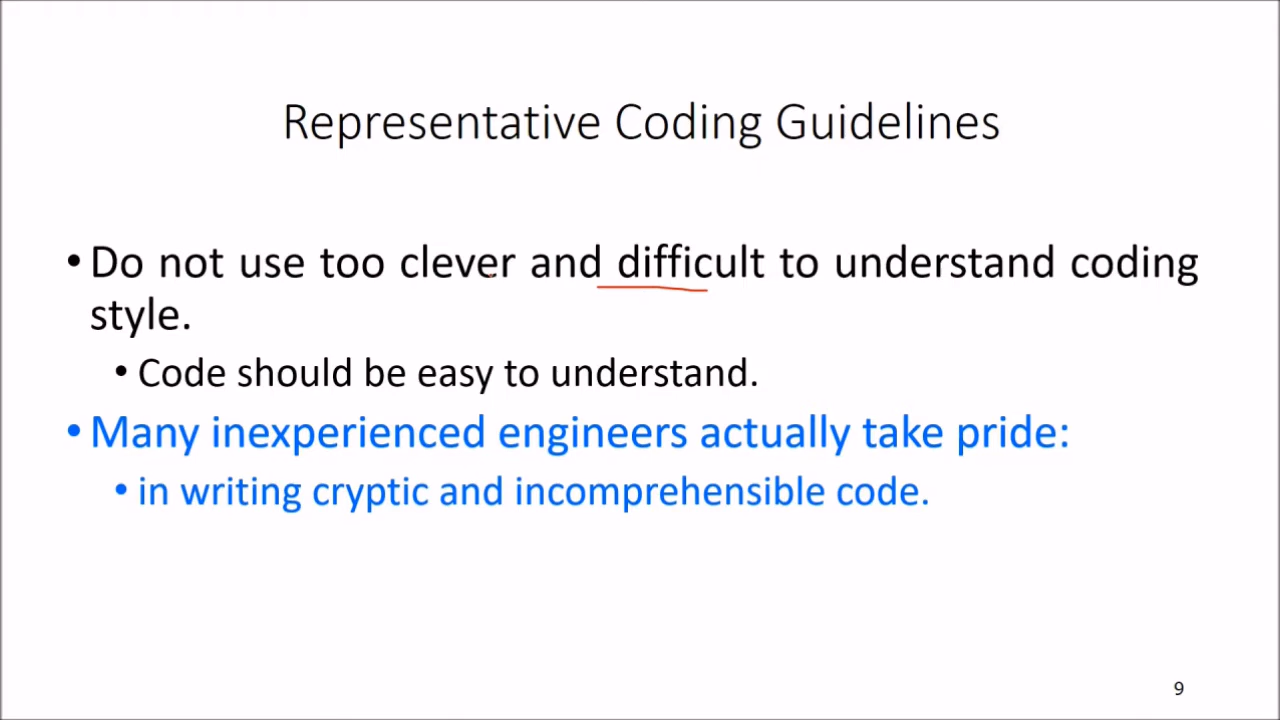 Representative Coding Guidelines
• Do not use too clever and difficult to understand coding
style.
• Code should be easy to understand.
• Many inexperienced engineers actually take pride:
• in writing cryptic and incomprehensible code.
9